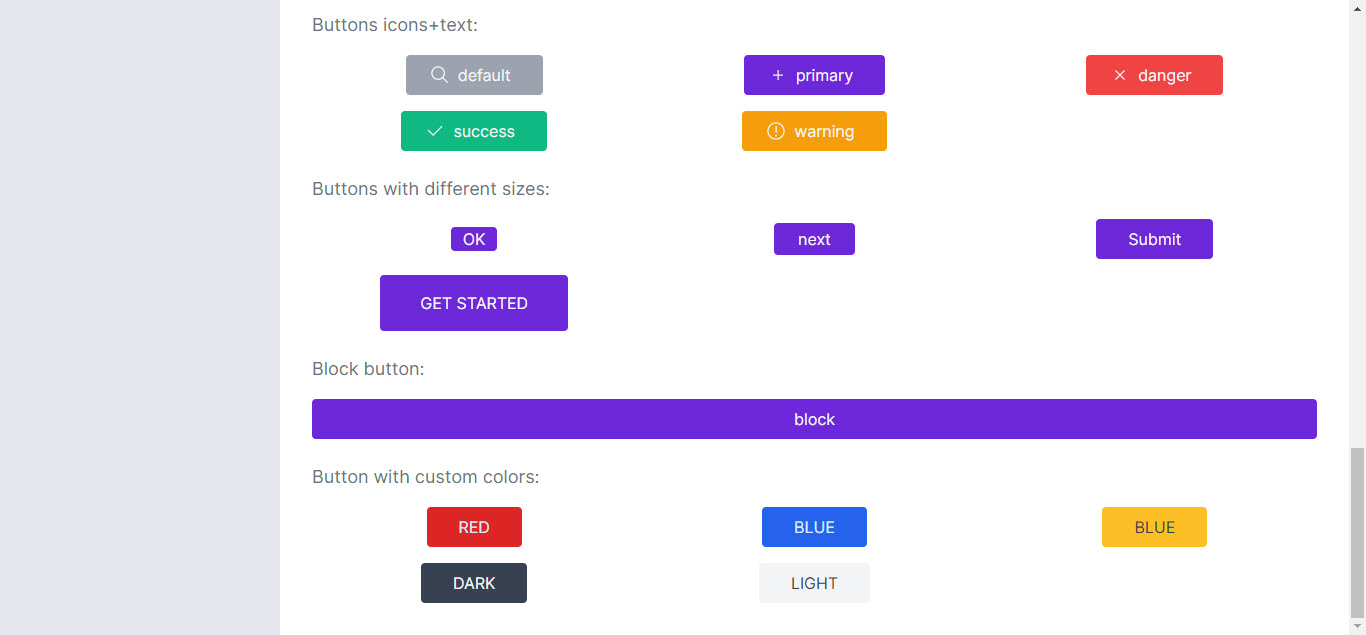 Buttons icons+text:
default primary danger
success warning
Buttons with different sizes:
OK next Submit
GET STARTED
Block button:
block
Button with custom colors:
RED BLUE BLUE
DARK LIGHT